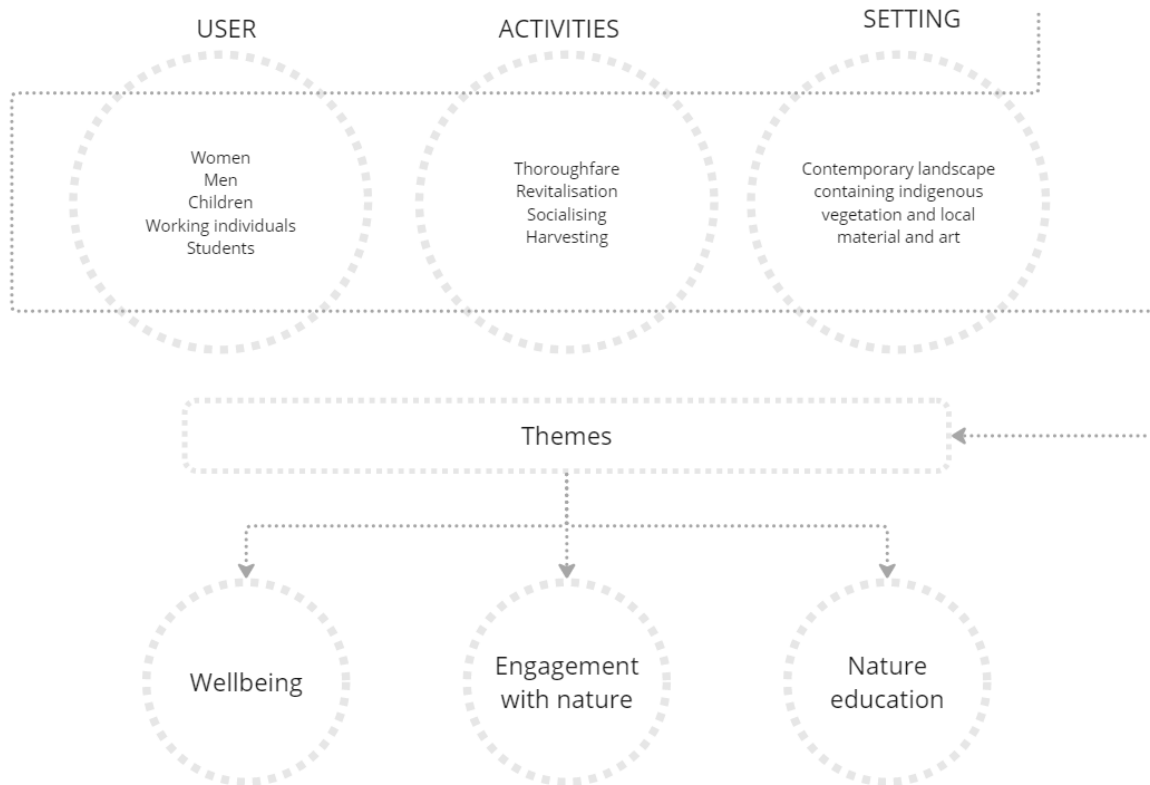 USER
ACTIVITIES
SETTING
Women
Men
Children
Working individuals
Students
Thoroughfare
Revitalisation
Socialising
Harvesting
Contemporary landscape
containing indigenous
vegetation and local
material and art
Themes
Wellbeing
Engagement
with nature
Nature
education